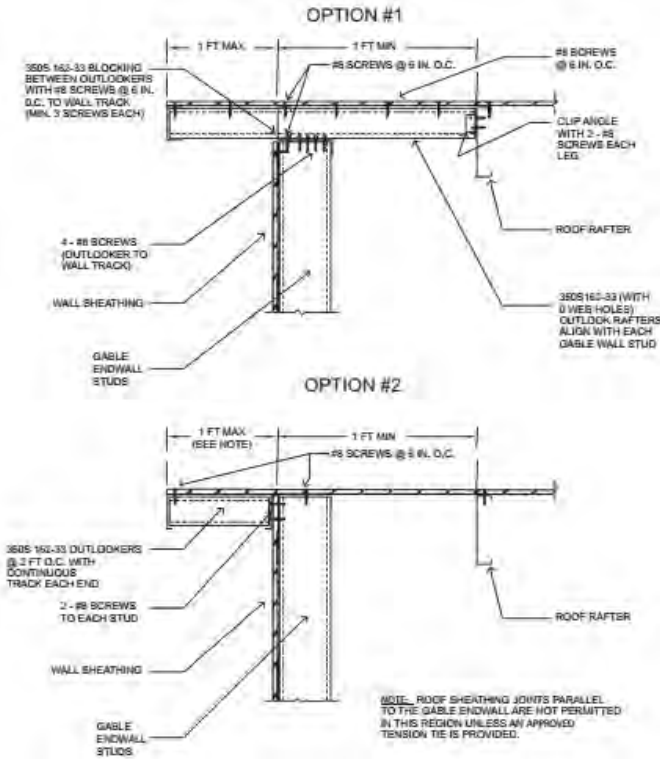 OPTION #1
1 FT MAX
1 FT MIN
350S 162-33 BLOCKING
BETWEEN OUTLOOKERS
WITH #8 SCREWS @ 6 IN.
O.C. TO WALL TRACK
(MIN. 3 SCREWS EACH)
#8 SCREWS @ 6 IN. O.C.
#8 SCREWS
@ 6 IN. O.C.
CLIP ANGLE
WITH 2 - #8
SCREWS EACH
LEG
ROOF RAFTER
4 - #8 SCREWS
(OUTLOOKER TO
WALL TRACK)
WALL SHEATHING
GABLE
ENDWALL
STUDS
350S162-33 (WITH
0 WEB HOLES)
OUTLOOK RAFTERS
ALIGN WITH EACH
GABLE WALL STUD
OPTION #2
1 FT MAX
(SEE NOTE)
1 FT MIN
#8 SCREWS @ 6 IN. O.C.
350S 162-33 OUTLOOKERS
@ 2 FT O.C. WITH
CONTINUOUS
TRACK EACH END
2 - #8 SCREWS
TO EACH STUD
ROOF RAFTER
WALL SHEATHING
GABLE
ENDWALL
STUDS
NOTE: ROOF SHEATHING JOINTS PARALLEL
TO THE GABLE ENDWALL ARE NOT PERMITTED
IN THIS REGION UNLESS AN APPROVED
TENSION TIE IS PROVIDED.